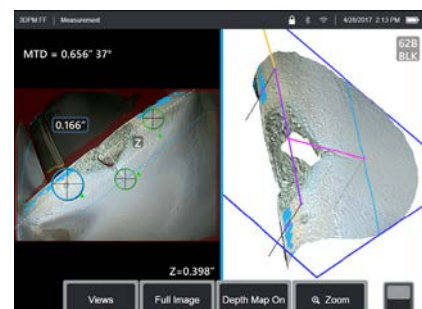 3DPM FF | Measurement
4/28/2017 2:13 PM
MTD = 0.656" 37°
62B
BLK
0.166"
Z
Z=0.398"
Views
Full Image
Depth Map On
Zoom